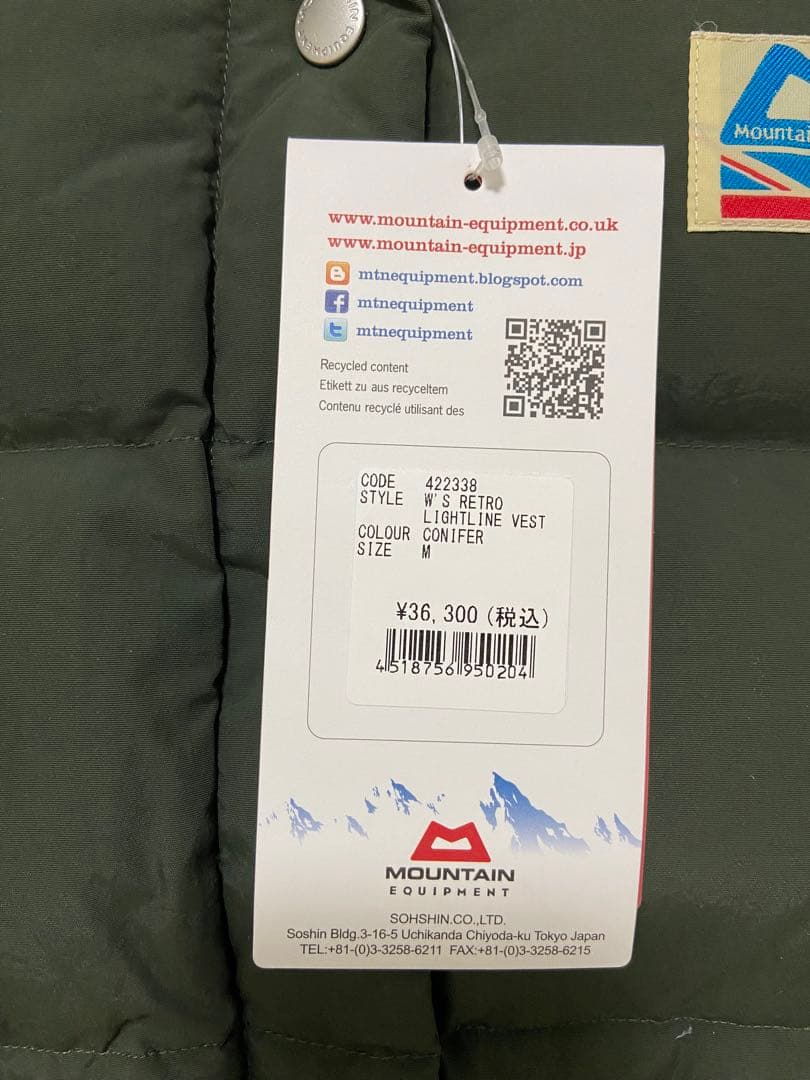 Mountai
www.mountain-equipment.co.uk
www.mountain-equipment.jp
mtnequipment.blogspot.com
mtnequipment
mtnequipment
Recycled content
Etikett zu aus recyceltem
Contenu recyclé utilisant des
CODE 422338
STYLE W'S RETRO
LIGHTLINE VEST
COLOUR CONIFER
SIZE M
¥36,300 (税込)
4518756950204
MOUNTAIN
EQUIPMENT
SOHSHIN.CO.,LTD.
Soshin Bldg.3-16-5 Uchikanda Chiyoda-ku Tokyo Japan
TEL:+81-(0)3-3258-6211 FAX:+81-(0)3-3258-6215